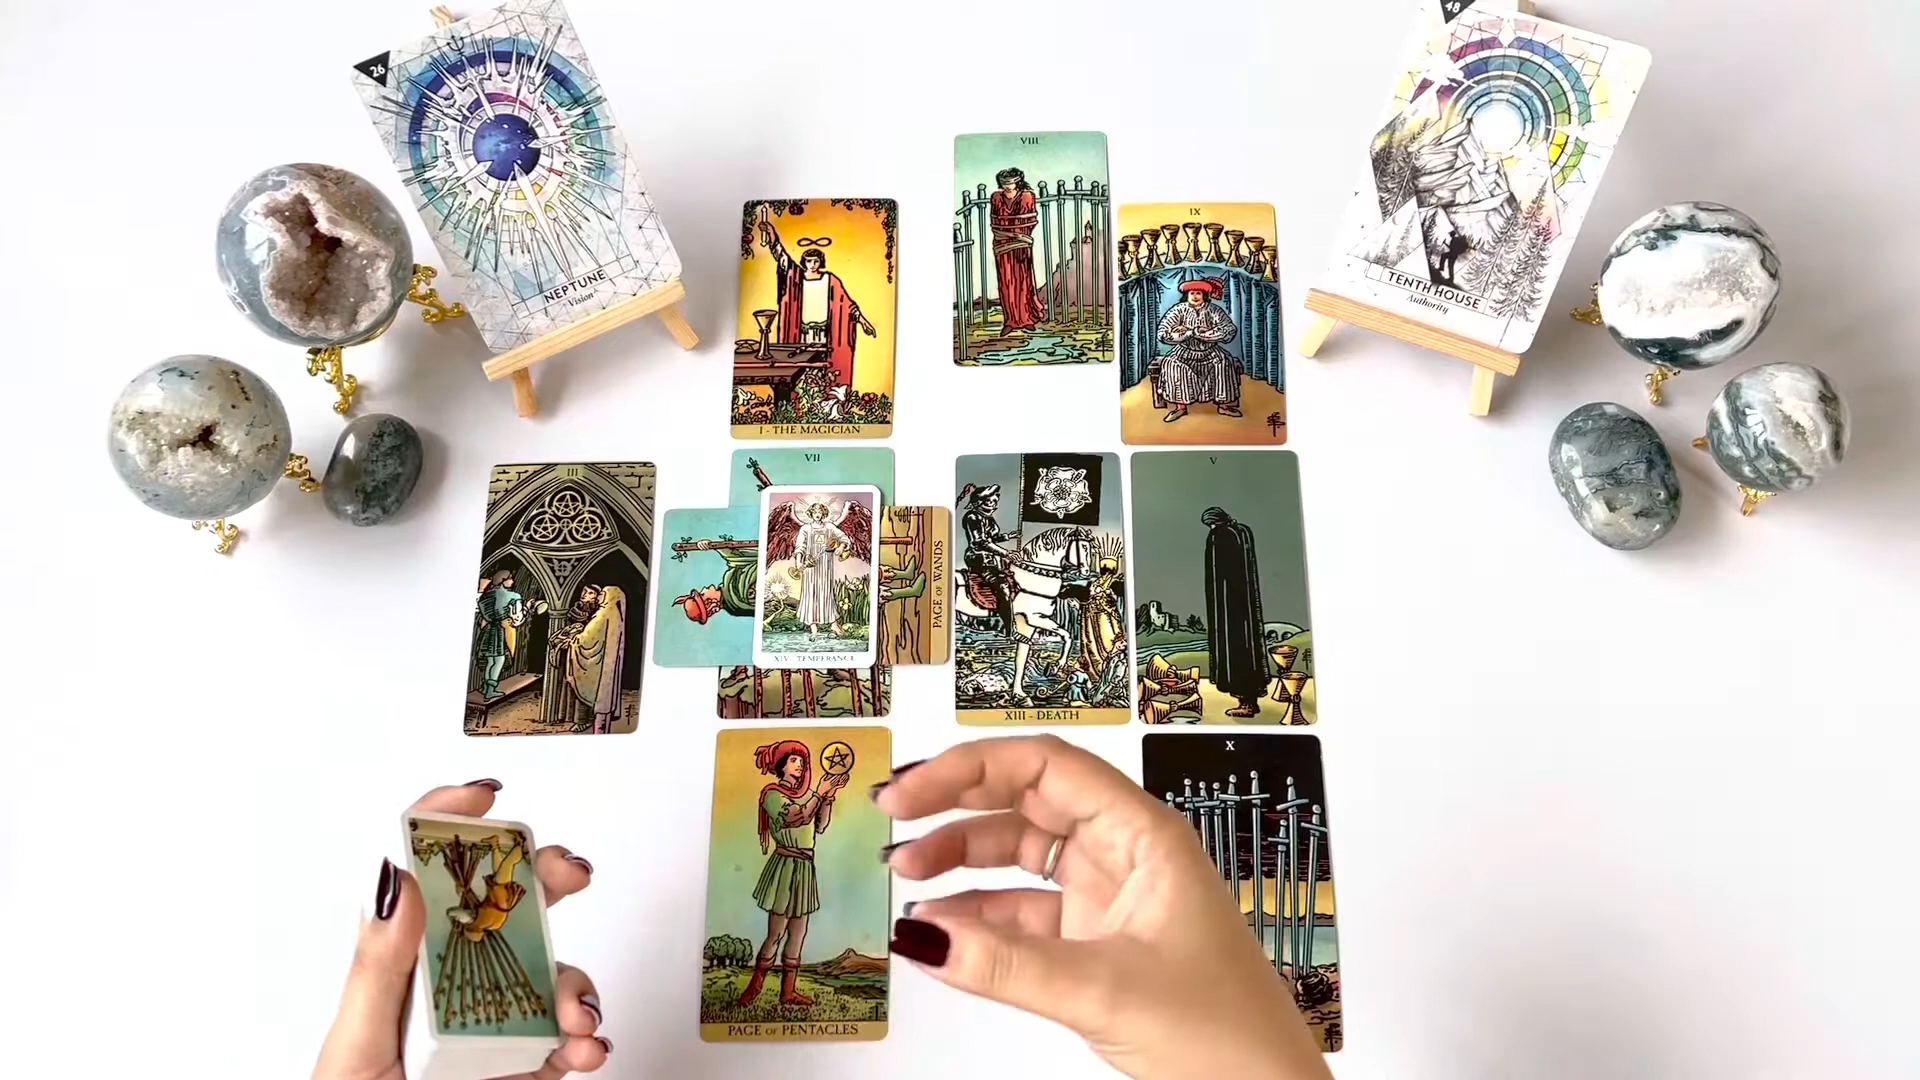 26
NEPTUNE
Vision
48
TENTH HOUSE
Authority
VIII
IX
I - THE MAGICIAN
III
VII
PAGE OF WANDS
XIV TEMPERANCE
XIII - DEATH
V
X
PAGE OF PENTACLES